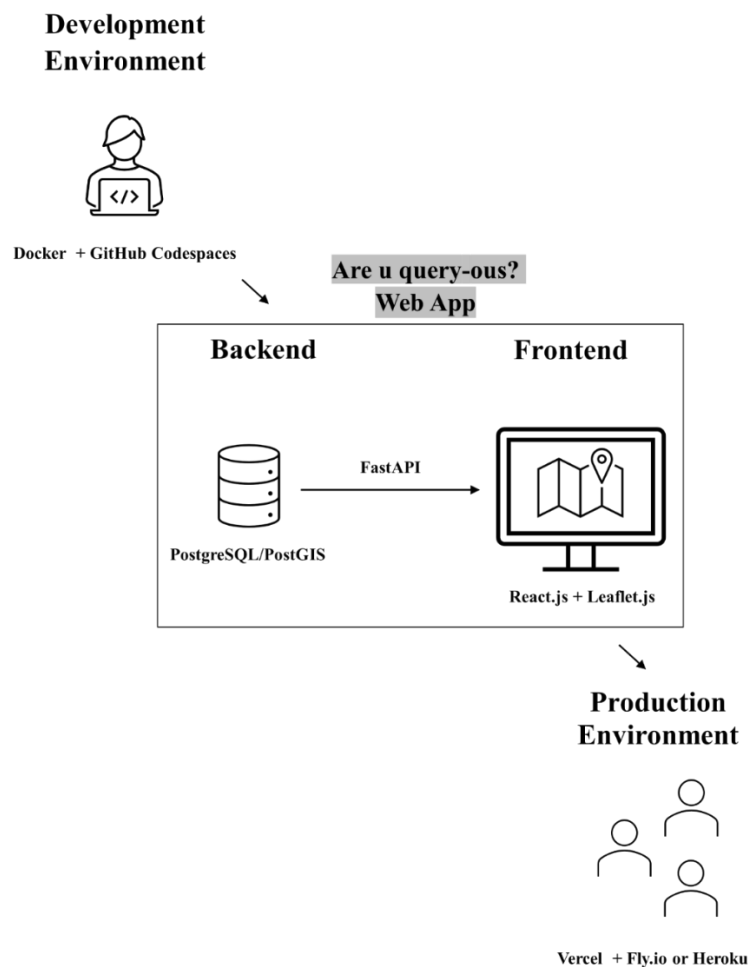 Development
Environment
</>
Docker + GitHub Codespaces
Are u query-ous?
Web App
Backend
Frontend
FastAPI
PostgreSQL/PostGIS
React.js + Leaflet.js
Production
Environment
Vercel + Fly.io or Heroku